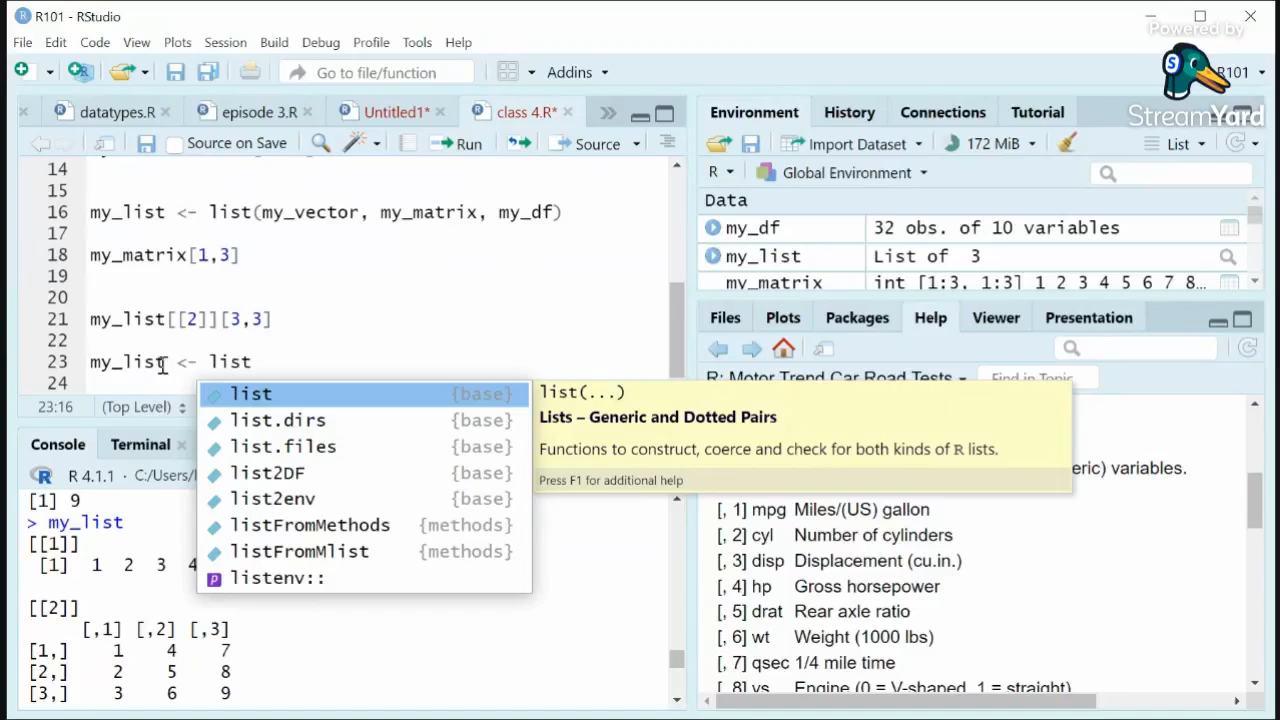 R101 - RStudio
Powered by
File Edit Code View Plots Session Build Debug Profile Tools Help
Go to file/function
Addins
R101
StreamYard
datatypes.R
episode 3.R
Untitled1*
class 4.R*
Environment History Connections Tutorial
Source on Save
Run
Source
Import Dataset
172 MiB
List
R
Global Environment
14
15
16 my_list <- list(my_vector, my_matrix, my_df)
17
18 my_matrix[1,3]
19
20
21 my_list[[2]][3,3]
22
23 my_list <- list
24
23:16 (Top Level)
Data
my_df 32 obs. of 10 variables
my_list List of 3
my_matrix int [1:3, 1:3] 1 2 3 4 5 6 7 8...
Files Plots Packages Help Viewer Presentation
R: Motor Trend Car Road Tests
Find in Topic
list {base}
list.dirs {base}
list.files {base}
list2DF {base}
list2env {base}
listFromMethods {methods}
listFromMlist {methods}
listenv::
list(...)
Lists – Generic and Dotted Pairs
Functions to construct, coerce and check for both kinds of R lists.
Press F1 for additional help
Console Terminal
R 4.1.1 · C:/Users/
[1] 9
> my_list
[[1]]
[1] 1 2 3 4
[[2]]
[,1] [,2] [,3]
[1,] 1 4 7
[2,] 2 5 8
[3,] 3 6 9
eric) variables.
[, 1] mpg Miles/(US) gallon
[, 2] cyl Number of cylinders
[, 3] disp Displacement (cu.in.)
[, 4] hp Gross horsepower
[, 5] drat Rear axle ratio
[, 6] wt Weight (1000 lbs)
[, 7] qsec 1/4 mile time
[, 8] vs Engine (0 = V-shaped, 1 = straight)